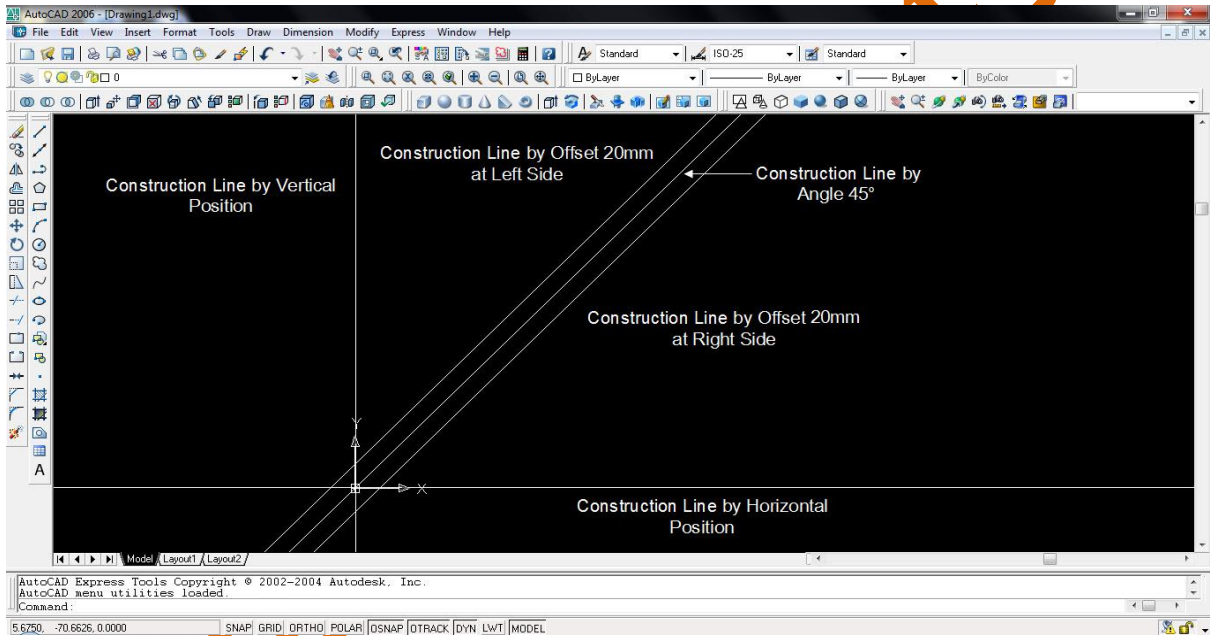 AutoCAD 2006 - [Drawing1.dwg]
File Edit View Insert Format Tools Draw Dimension Modify Express Window Help
Standard ISO-25 Standard
0 ByLayer ByLayer ByLayer ByColor
Construction Line by Offset 20mm
at Left Side
Construction Line by Vertical
Position
Construction Line by
Angle 45°
Construction Line by Offset 20mm
at Right Side
Y
X
A
Construction Line by Horizontal
Position
Model Layout1 Layout2
AutoCAD Express Tools Copyright © 2002-2004 Autodesk, Inc.
AutoCAD menu utilities loaded.
Command:
5.6750, -70.6626, 0.0000 SNAP GRID ORTHO POLAR OSNAP OTRACK DYN LWT MODEL